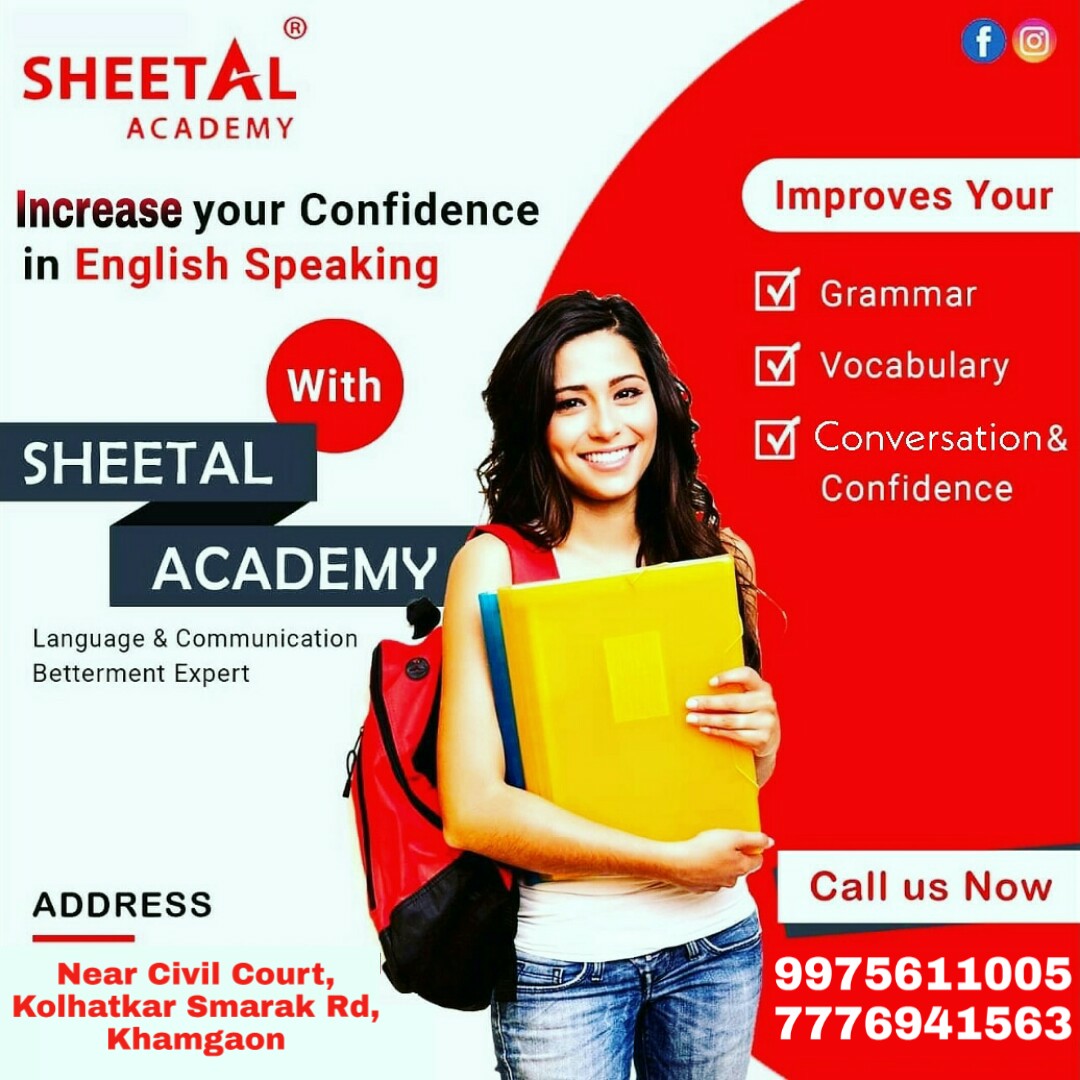 SHEETAL®
ACADEMY
Increase your Confidence
in English Speaking
With
SHEETAL
ACADEMY
Language & Communication
Betterment Expert
Improves Your
Grammar
Vocabulary
Conversation &
Confidence
ADDRESS
Near Civil Court,
Kolhatkar Smarak Rd,
Khamgaon
Call us Now
9975611005
7776941563